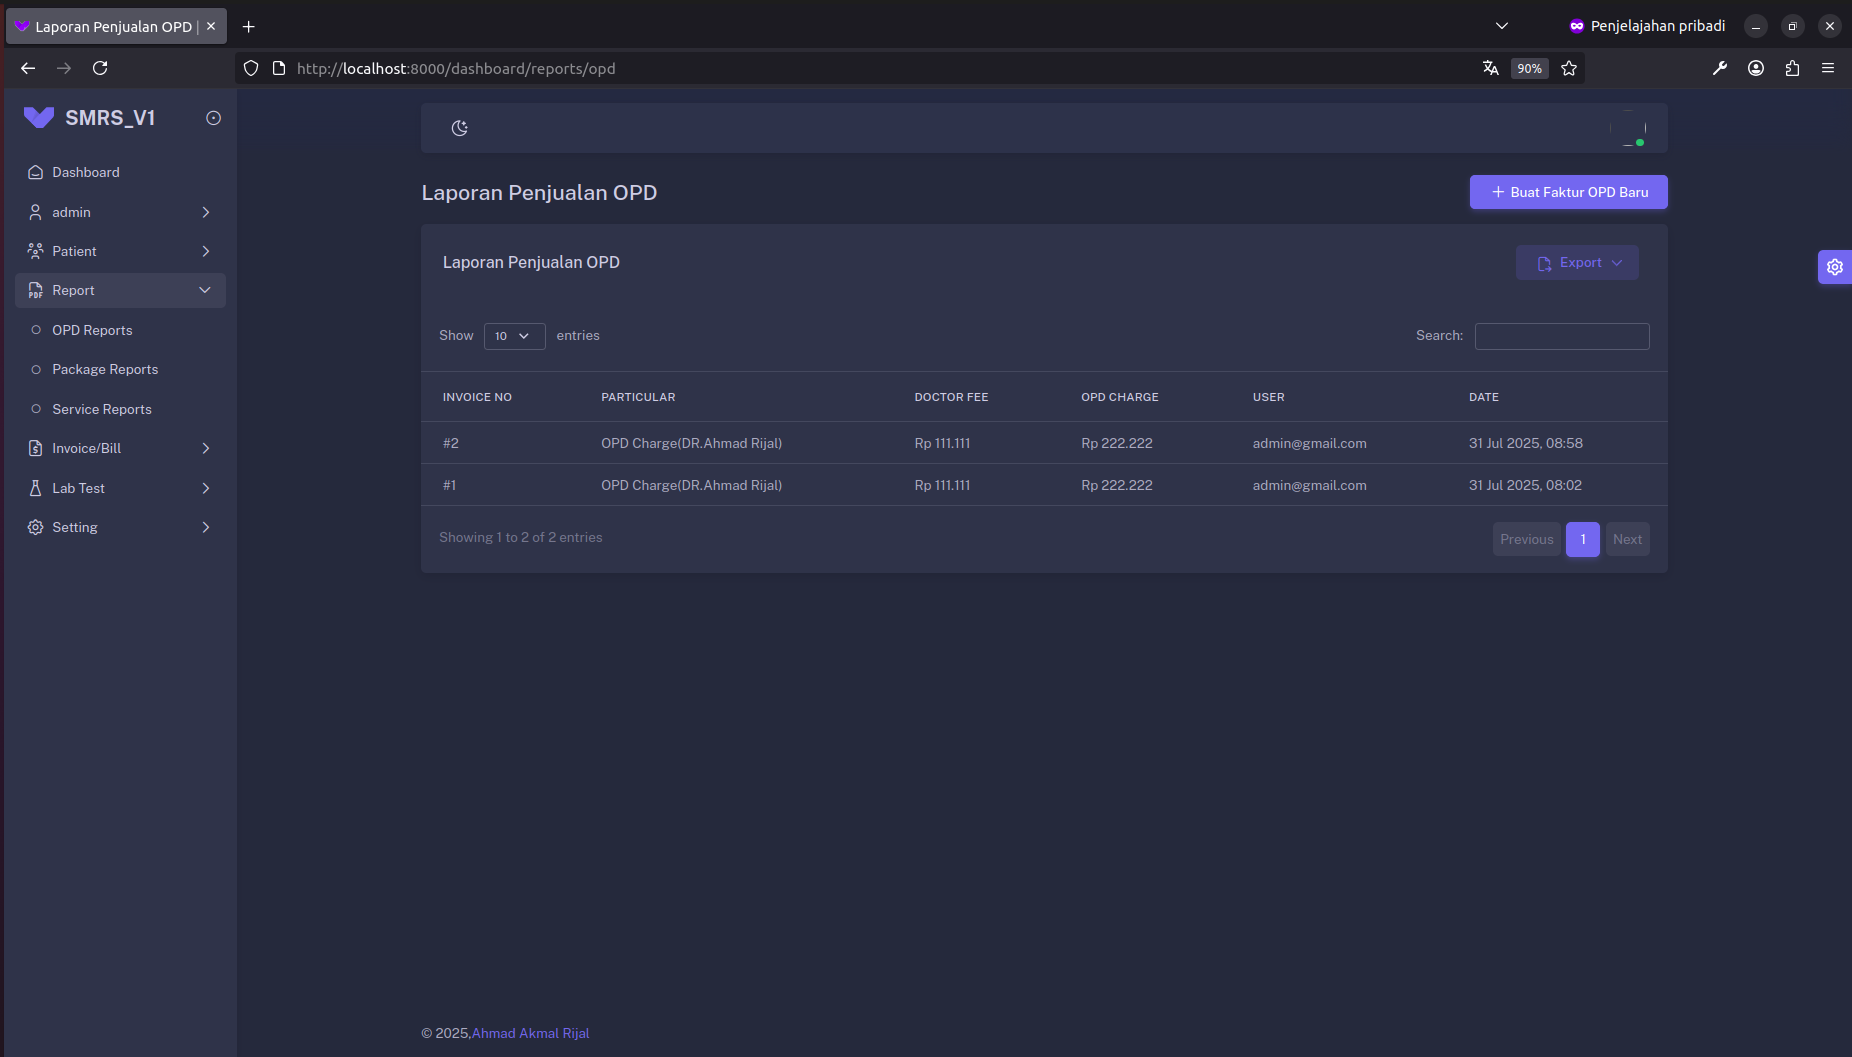 Laporan Penjualan OPD |
Penjelajahan pribadi
http://localhost:8000/dashboard/reports/opd
90%
SMRS_V1
Dashboard
admin
Patient
Report
OPD Reports
Package Reports
Service Reports
Invoice/Bill
Lab Test
Setting
Laporan Penjualan OPD
Buat Faktur OPD Baru
Laporan Penjualan OPD
Export
Show 10 entries
Search:
INVOICE NO PARTICULAR DOCTOR FEE OPD CHARGE USER DATE
#2 OPD Charge(DR.Ahmad Rijal) Rp 111.111 Rp 222.222 admin@gmail.com 31 Jul 2025, 08:58
#1 OPD Charge(DR.Ahmad Rijal) Rp 111.111 Rp 222.222 admin@gmail.com 31 Jul 2025, 08:02
Showing 1 to 2 of 2 entries
Previous 1 Next
© 2025,Ahmad Akmal Rijal